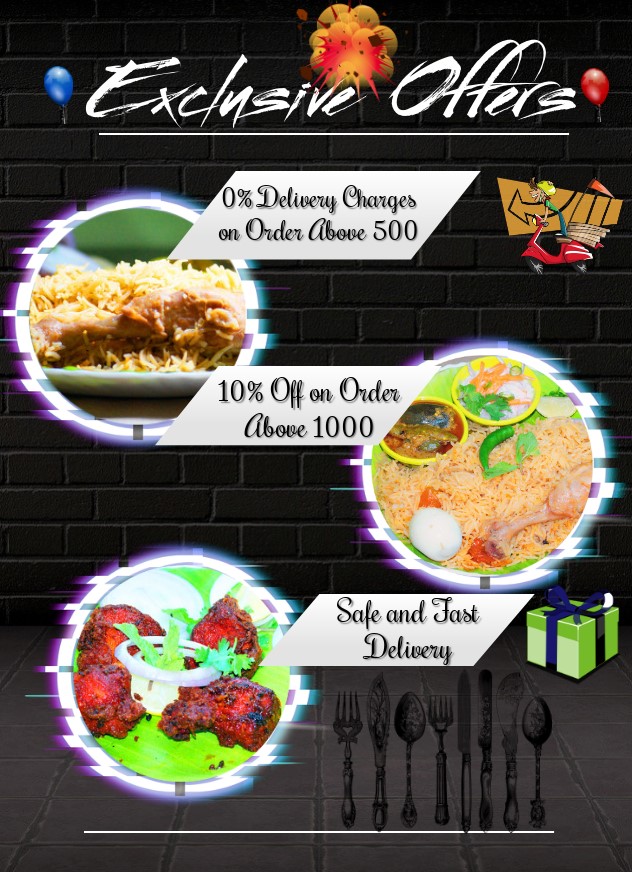 Exclusive Offers
0% Delivery Charges
on Order Above 500
10% Off on Order
Above 1000
Safe and Fast
Delivery